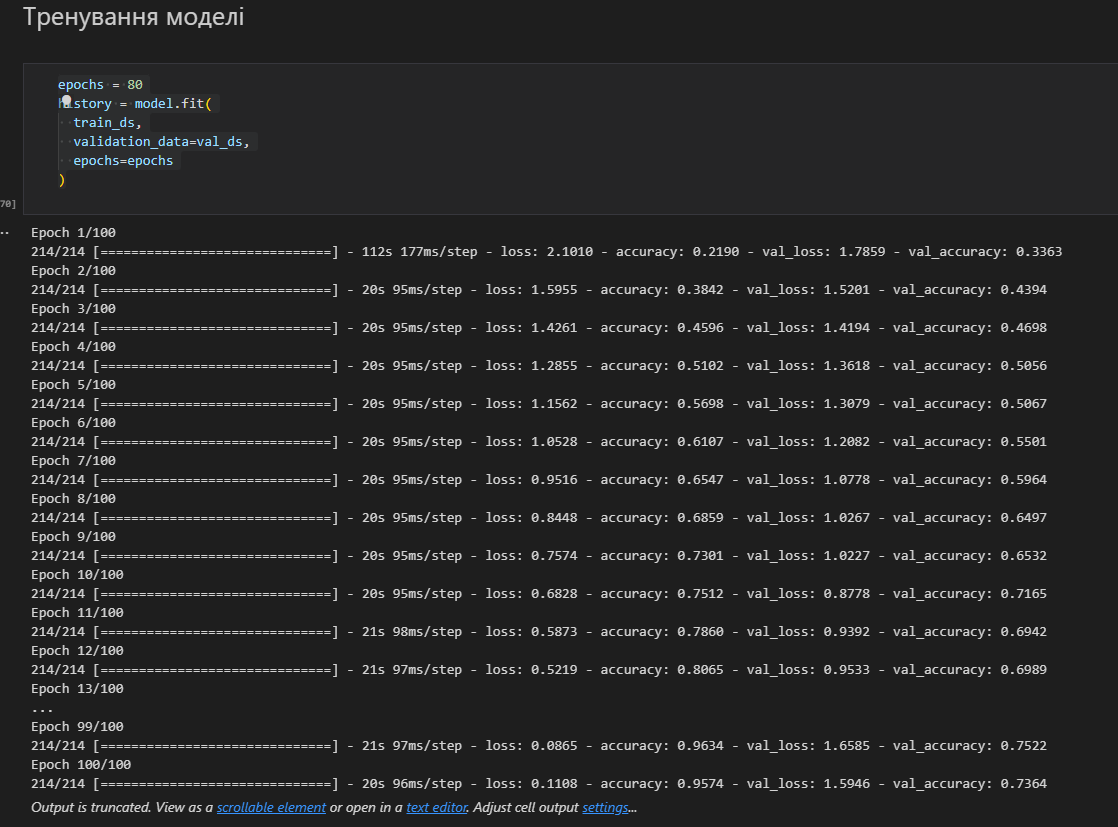 Тренування моделі
epochs = 80
history = model.fit(
train_ds,
validation_data=val_ds,
epochs=epochs
)
70]
..
Epoch 1/100
214/214 [==============================] - 112s 177ms/step - loss: 2.1010 - accuracy: 0.2190 - val_loss: 1.7859 - val_accuracy: 0.3363
Epoch 2/100
214/214 [==============================] - 20s 95ms/step - loss: 1.5955 - accuracy: 0.3842 - val_loss: 1.5201 - val_accuracy: 0.4394
Epoch 3/100
214/214 [==============================] - 20s 95ms/step - loss: 1.4261 - accuracy: 0.4596 - val_loss: 1.4194 - val_accuracy: 0.4698
Epoch 4/100
214/214 [==============================] - 20s 95ms/step - loss: 1.2855 - accuracy: 0.5102 - val_loss: 1.3618 - val_accuracy: 0.5056
Epoch 5/100
214/214 [==============================] - 20s 95ms/step - loss: 1.1562 - accuracy: 0.5698 - val_loss: 1.3079 - val_accuracy: 0.5067
Epoch 6/100
214/214 [==============================] - 20s 95ms/step - loss: 1.0528 - accuracy: 0.6107 - val_loss: 1.2082 - val_accuracy: 0.5501
Epoch 7/100
214/214 [==============================] - 20s 95ms/step - loss: 0.9516 - accuracy: 0.6547 - val_loss: 1.0778 - val_accuracy: 0.5964
Epoch 8/100
214/214 [==============================] - 20s 95ms/step - loss: 0.8448 - accuracy: 0.6859 - val_loss: 1.0267 - val_accuracy: 0.6497
Epoch 9/100
214/214 [==============================] - 20s 95ms/step - loss: 0.7574 - accuracy: 0.7301 - val_loss: 1.0227 - val_accuracy: 0.6532
Epoch 10/100
214/214 [==============================] - 20s 95ms/step - loss: 0.6828 - accuracy: 0.7512 - val_loss: 0.8778 - val_accuracy: 0.7165
Epoch 11/100
214/214 [==============================] - 21s 98ms/step - loss: 0.5873 - accuracy: 0.7860 - val_loss: 0.9392 - val_accuracy: 0.6942
Epoch 12/100
214/214 [==============================] - 21s 97ms/step - loss: 0.5219 - accuracy: 0.8065 - val_loss: 0.9533 - val_accuracy: 0.6989
Epoch 13/100
...
Epoch 99/100
214/214 [==============================] - 21s 97ms/step - loss: 0.0865 - accuracy: 0.9634 - val_loss: 1.6585 - val_accuracy: 0.7522
Epoch 100/100
214/214 [==============================] - 20s 96ms/step - loss: 0.1108 - accuracy: 0.9574 - val_loss: 1.5946 - val_accuracy: 0.7364
Output is truncated. View as a scrollable element or open in a text editor. Adjust cell output settings...